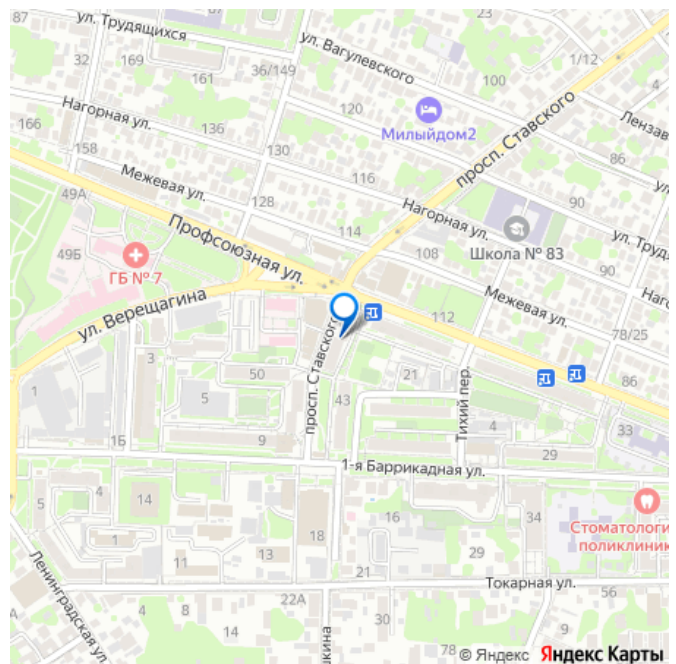 87
ул. Трудящихся
32
169
161
36/149
ул. Вагулевского
1/12
4
100
просп. Ставского
Лензав
120
Милыйдом2
Нагорная ул.
166
136
158
130
86
ул
Межевая ул.
116
90
49А
128
Нагорная ул.
Школа № 83
ул. Труд
Профсоюзная ул.
114
108
90
49Б
ГБ № 7
Межевая ул.
Наго
ул. Верещагина
112
78/25
просп. Ставского
3
50
21
86
1
5
43
Тихий пер.
4
33
1б
9
29
1-я Баррикадная ул.
5
4
14
18
16
34
Стоматологи
поликлиник
1
11
13
29
Ленинградская ул.
21
Токарная ул.
22А
56
14
4
8
30
шкина
78
© Яндекс Яндекс Карты